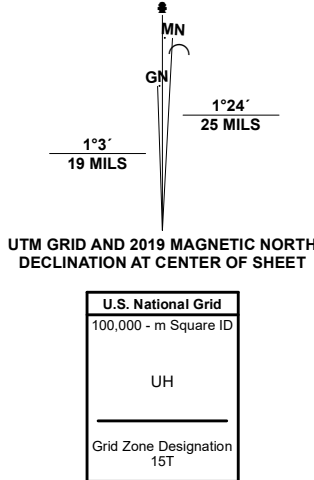 MN
GN
1°24´
25 MILS
1°3´
19 MILS
UTM GRID AND 2019 MAGNETIC NORTH
DECLINATION AT CENTER OF SHEET
U.S. National Grid
100,000 - m Square ID
UH
Grid Zone Designation
15T